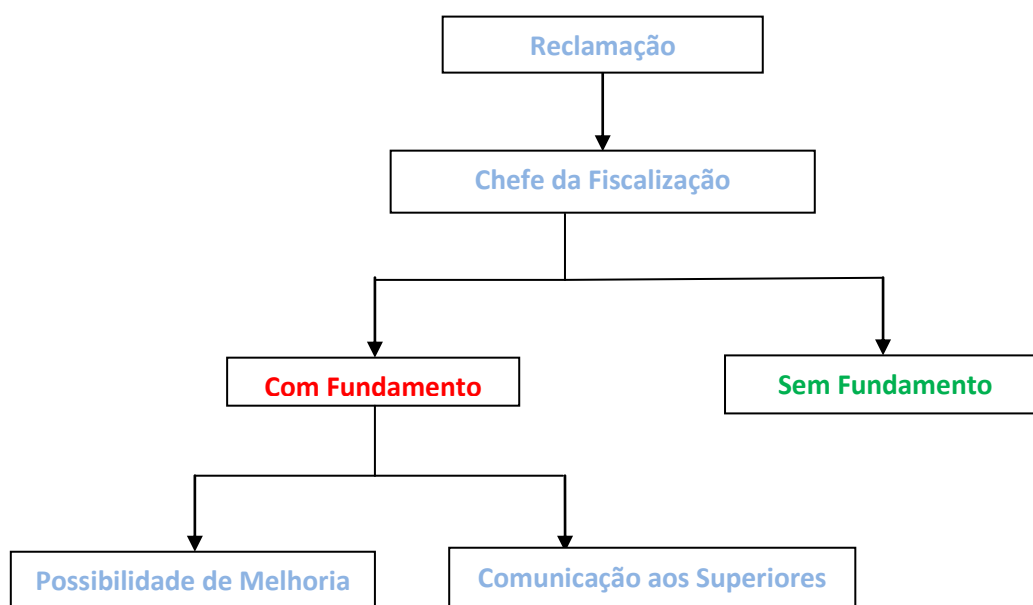 Reclamação
Chefe da Fiscalização
Com Fundamento
Sem Fundamento
Possibilidade de Melhoria
Comunicação aos Superiores